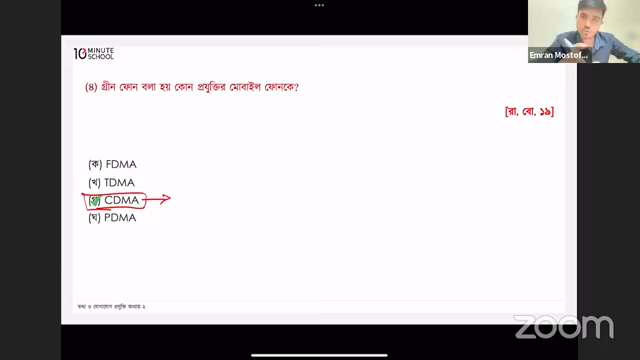 10 MINUTE
SCHOOL
Emran Mostof...
(৪) গ্রীন ফোন বলা হয় কোন প্রযুক্তির মোবাইল ফোনকে?
[রা. বো. ১৯]
(ক) FDMA
(খ) TDMA
(গ) CDMA
(ঘ) PDMA
তথ্য ও যোগাযোগ প্রযুক্তি অধ্যায় ২
zoom